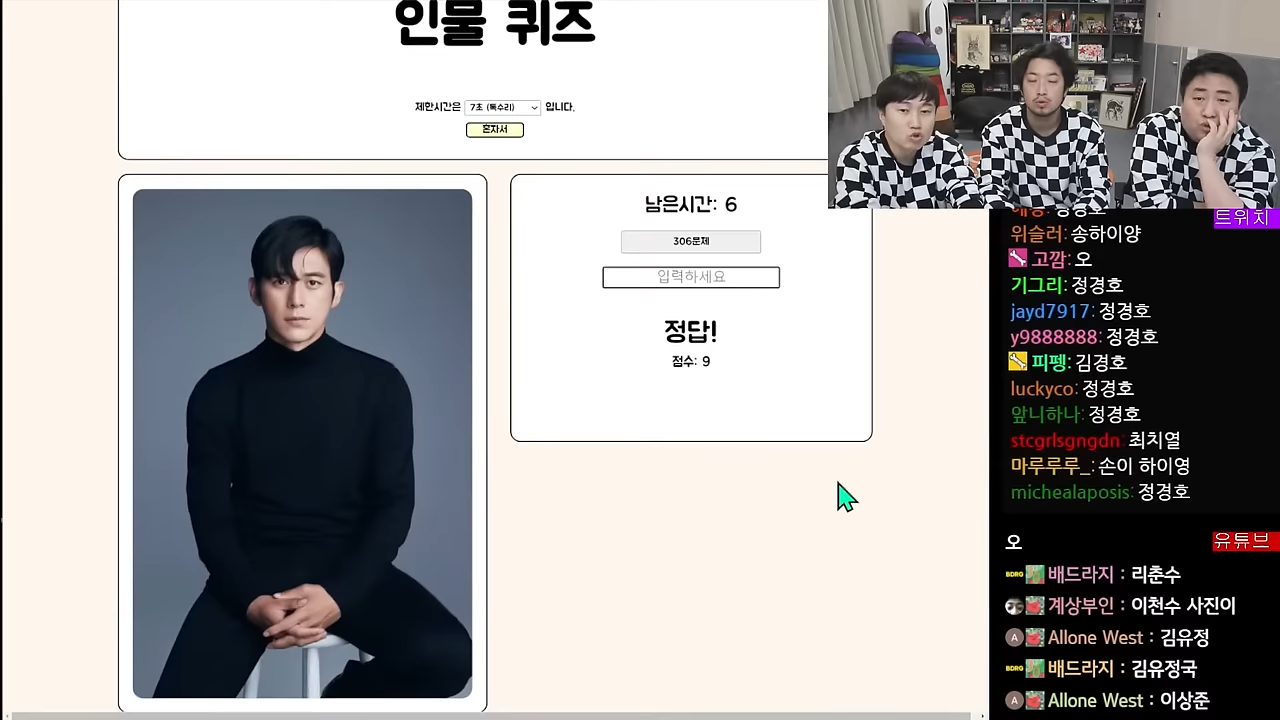 인물 퀴즈
제한시간은 7초 (독수리) 입니다.
혼자서
남은시간: 6
306문제
입력하세요
정답!
점수: 9
트위치
위슬러: 송하이양
고깜: 오
기그리: 정경호
jayd7917: 정경호
y9888888: 정경호
피펭: 김경호
luckyco: 정경호
앞니하나: 정경호
stcgrlsgngdn: 최치열
마루루루_: 손이 하이영
michealaposis: 정경호
오
유튜브
BDRG 배드라지 : 리춘수
계상부인 : 이천수 사진이
A Allone West : 김유정
BDRG 배드라지 : 김유정국
A Allone West : 이상준